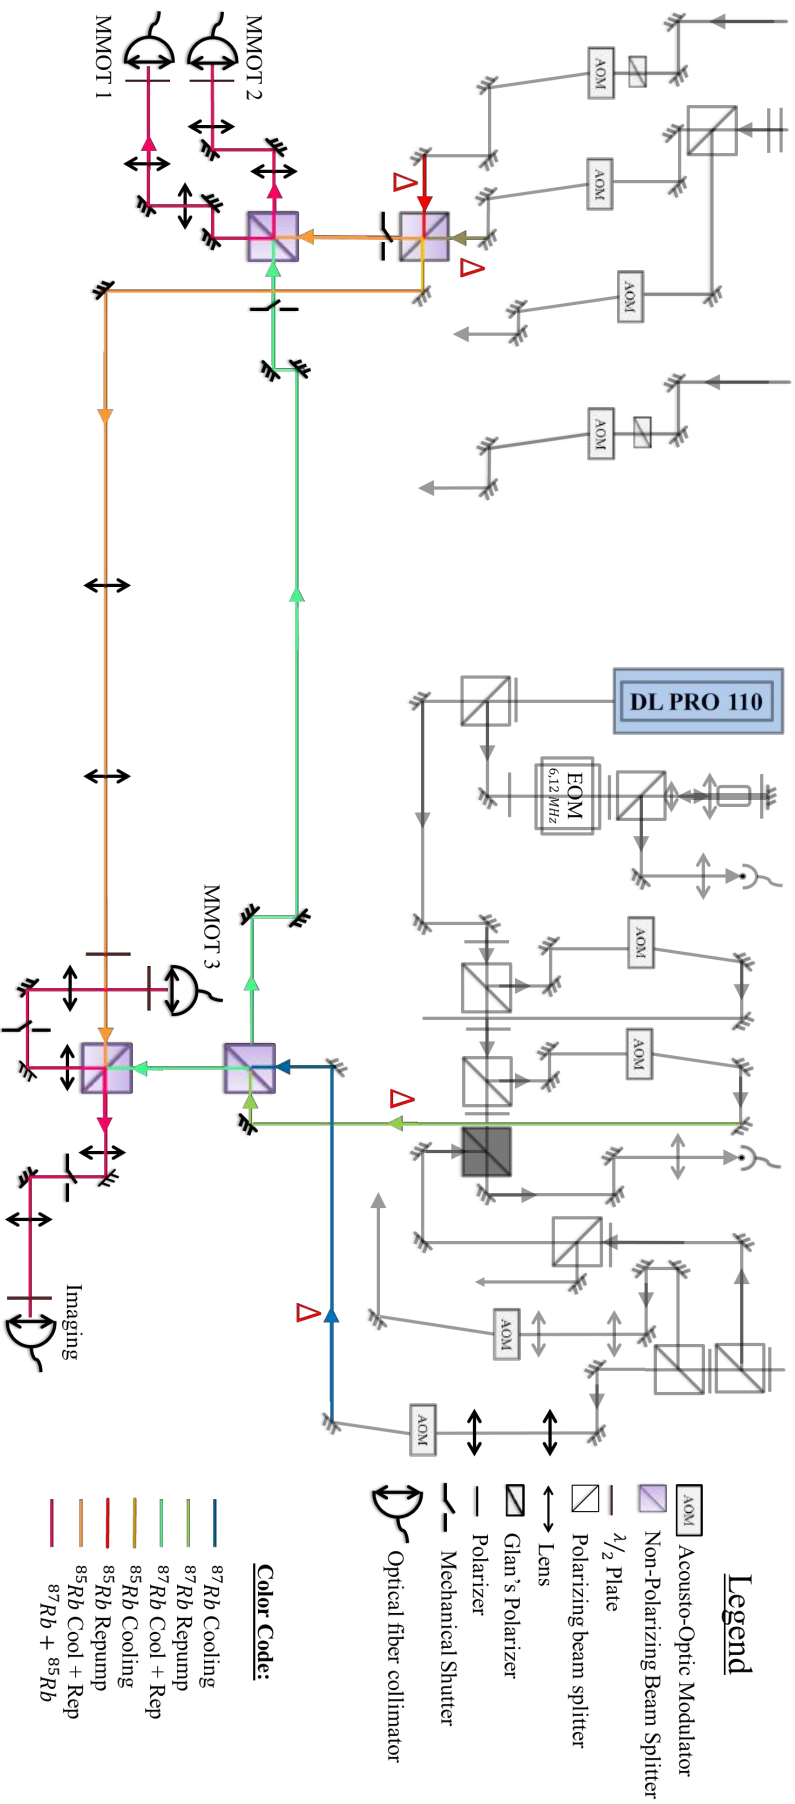 MMOT 1
MMOT 2
AOM
AOM
AOM
AOM
DL PRO 110
EOM
6,12 MHz
AOM
AOM
AOM
AOM
MMOT 3
Imaging
Legend
AOM
Acousto-Optic Modulator
Non-Polarizing Beam Splitter
λ/2 Plate
Polarizing beam splitter
Lens
Glan's Polarizer
Polarizer
Mechanical Shutter
Optical fiber collimator
Color Code:
⁸⁷Rb Cooling
⁸⁷Rb Repump
⁸⁷Rb Cool + Rep
⁸⁵Rb Cooling
⁸⁵Rb Repump
⁸⁵Rb Cool + Rep
⁸⁷Rb + ⁸⁵Rb